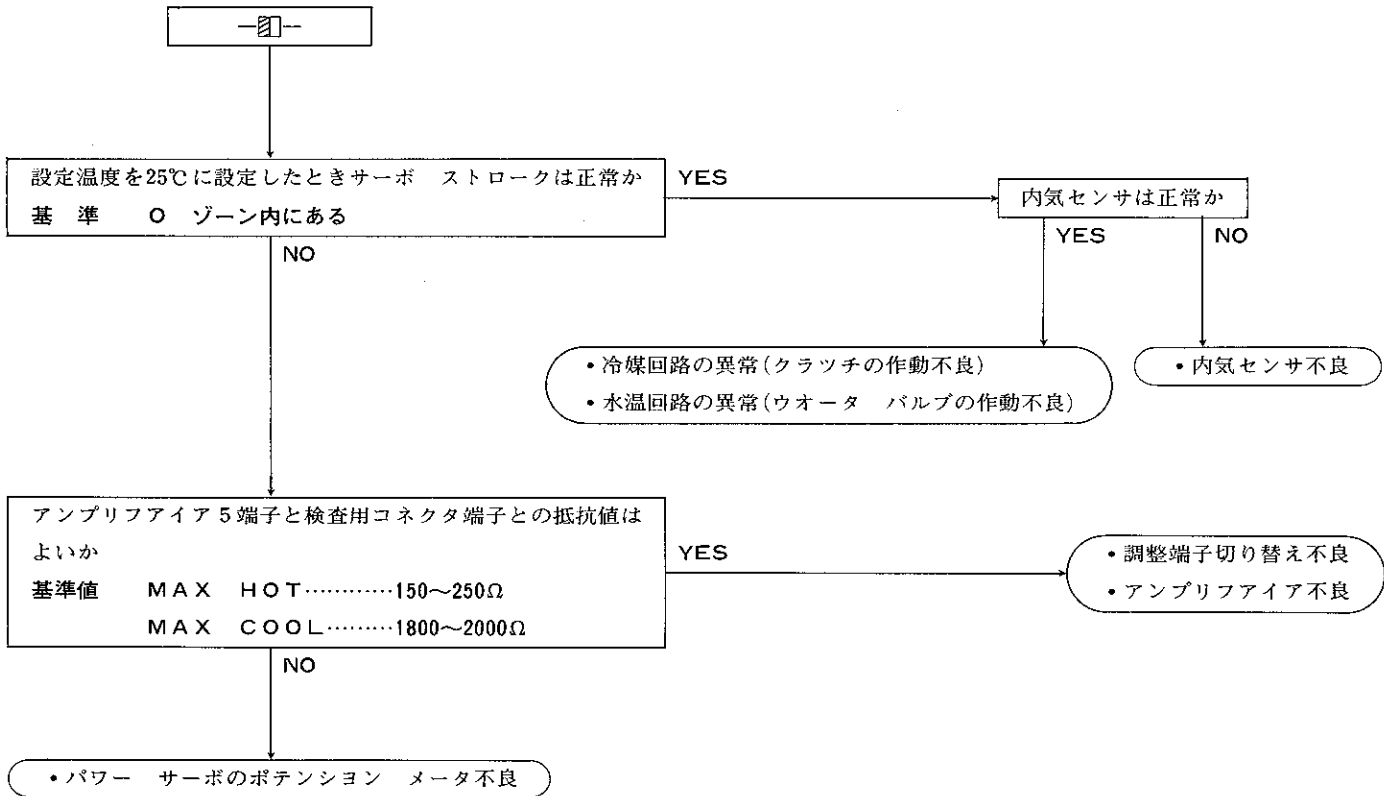 設定温度を25℃に設定したときサーボ ストロークは正常か
基 準 O ゾーン内にある
YES
NO
内気センサは正常か
YES
NO
・冷媒回路の異常(クラツチの作動不良)
・水温回路の異常(ウオータ バルブの作動不良)
・内気センサ不良
アンプリフアイア5端子と検査用コネクタ端子との抵抗値は
よいか
基準値 MAX HOT…………150～250Ω
MAX COOL………1800～2000Ω
YES
NO
・調整端子切り替え不良
・アンプリフアイア不良
・パワー サーボのポテンション メータ不良